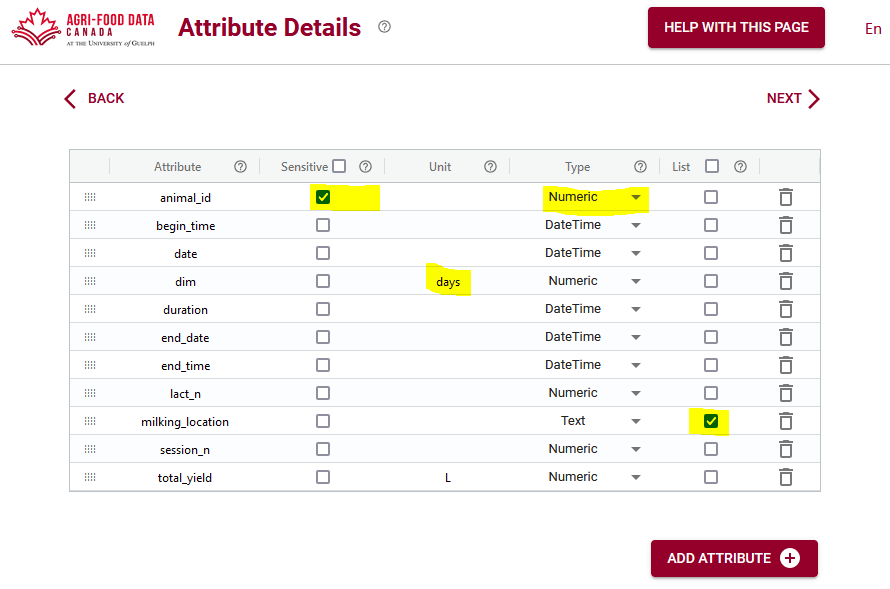 AGRI-FOOD DATA
CANADA
AT THE UNIVERSITY of GUELPH
Attribute Details ?
HELP WITH THIS PAGE
En
BACK
NEXT
Attribute ? Sensitive ? Unit ? Type ? List ?
animal_id Numeric
begin_time DateTime
date DateTime
dim days Numeric
duration DateTime
end_date DateTime
end_time DateTime
lact_n Numeric
milking_location Text
session_n Numeric
total_yield L Numeric
ADD ATTRIBUTE +